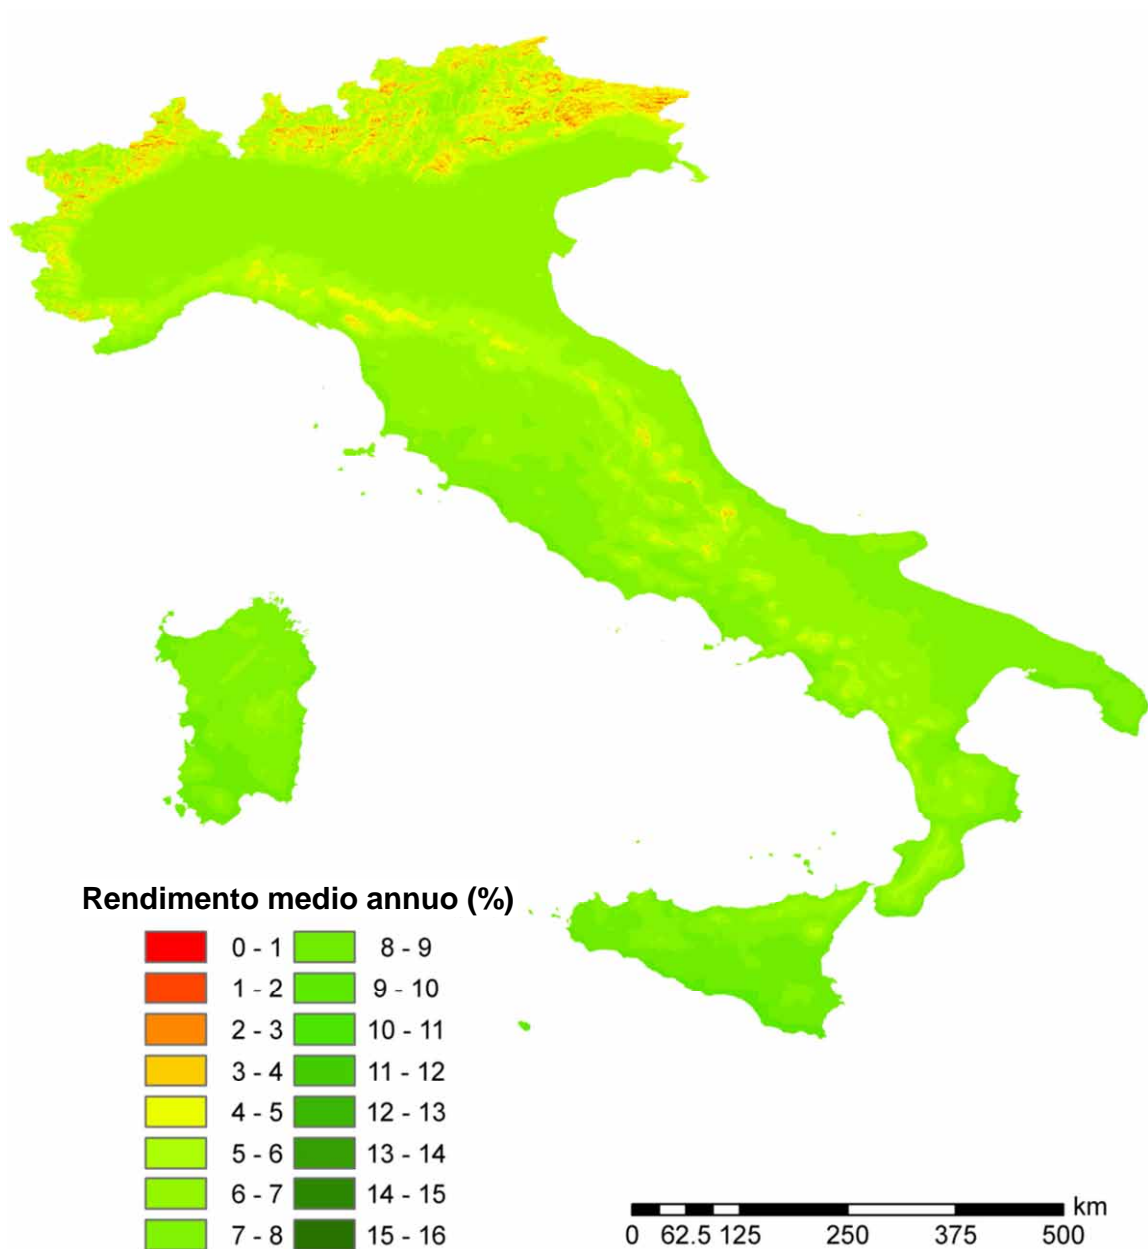 Rendimento medio annuo (%)
0 - 1 8 - 9
1 - 2 9 - 10
2 - 3 10 - 11
3 - 4 11 - 12
4 - 5 12 - 13
5 - 6 13 - 14
6 - 7 14 - 15
7 - 8 15 - 16
km
0 62.5 125 250 375 500